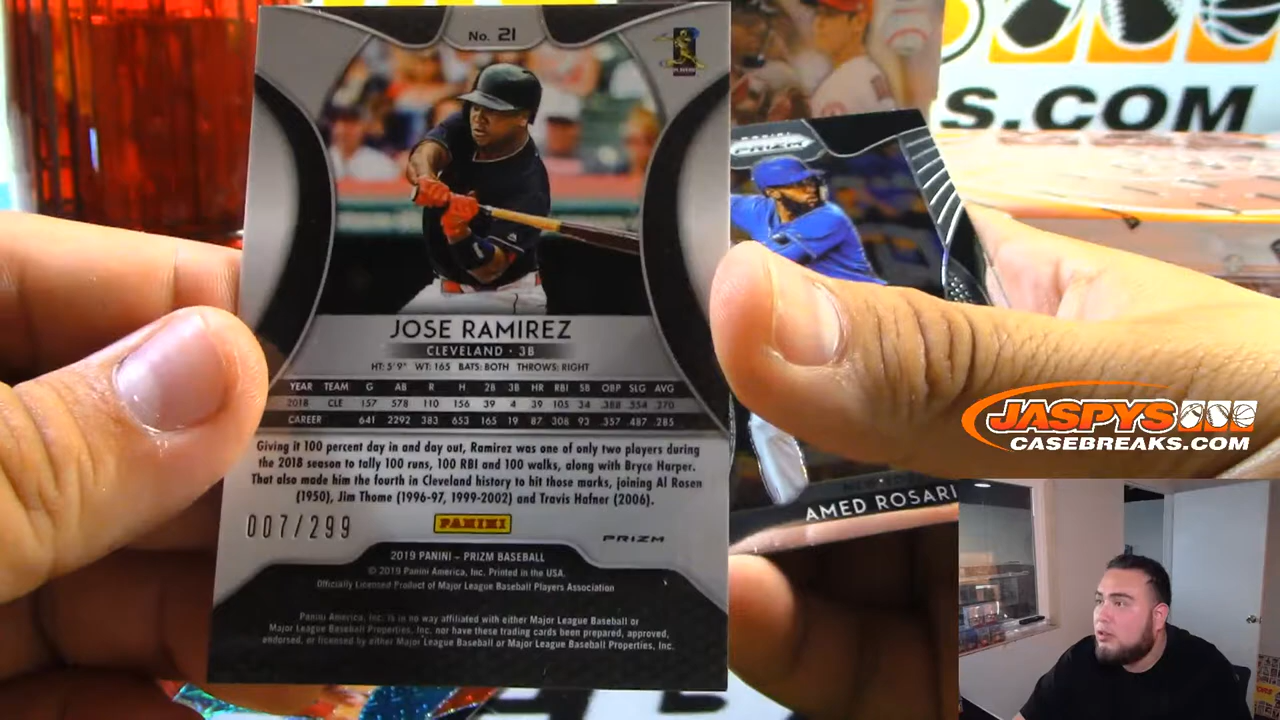 No. 21
JOSE RAMIREZ
CLEVELAND · 3B
HT: 5'9" WT: 165 BATS: BOTH THROWS: RIGHT
YEAR TEAM G AB R H 2B 3B HR RBI SB OBP SLG AVG
2018 CLE 157 578 110 156 39 4 39 105 34 .388 .554 .270
CAREER 641 2292 383 653 165 19 87 308 93 .357 .487 .285
Giving it 100 percent day in and day out, Ramirez was one of only two players during
the 2018 season to tally 100 runs, 100 RBI and 100 walks, along with Bryce Harper.
That also made him the fourth in Cleveland history to hit those marks, joining Al Rosen
(1950), Jim Thome (1996-97, 1999-2002) and Travis Hafner (2006).
007/299
PANINI
PRIZM
2019 PANINI – PRIZM BASEBALL
© 2019 Panini America, Inc. Printed in the USA.
Officially Licensed Product of Major League Baseball Players Association
Panini America, Inc. is in no way affiliated with either Major League Baseball or
Major League Baseball Properties, Inc. nor have these trading cards been prepared, approved,
endorsed, or licensed by either Major League Baseball or Major League Baseball Properties, Inc.
PRIZM
AMED ROSARI
S.COM
JASPYS
CASEBREAKS.COM